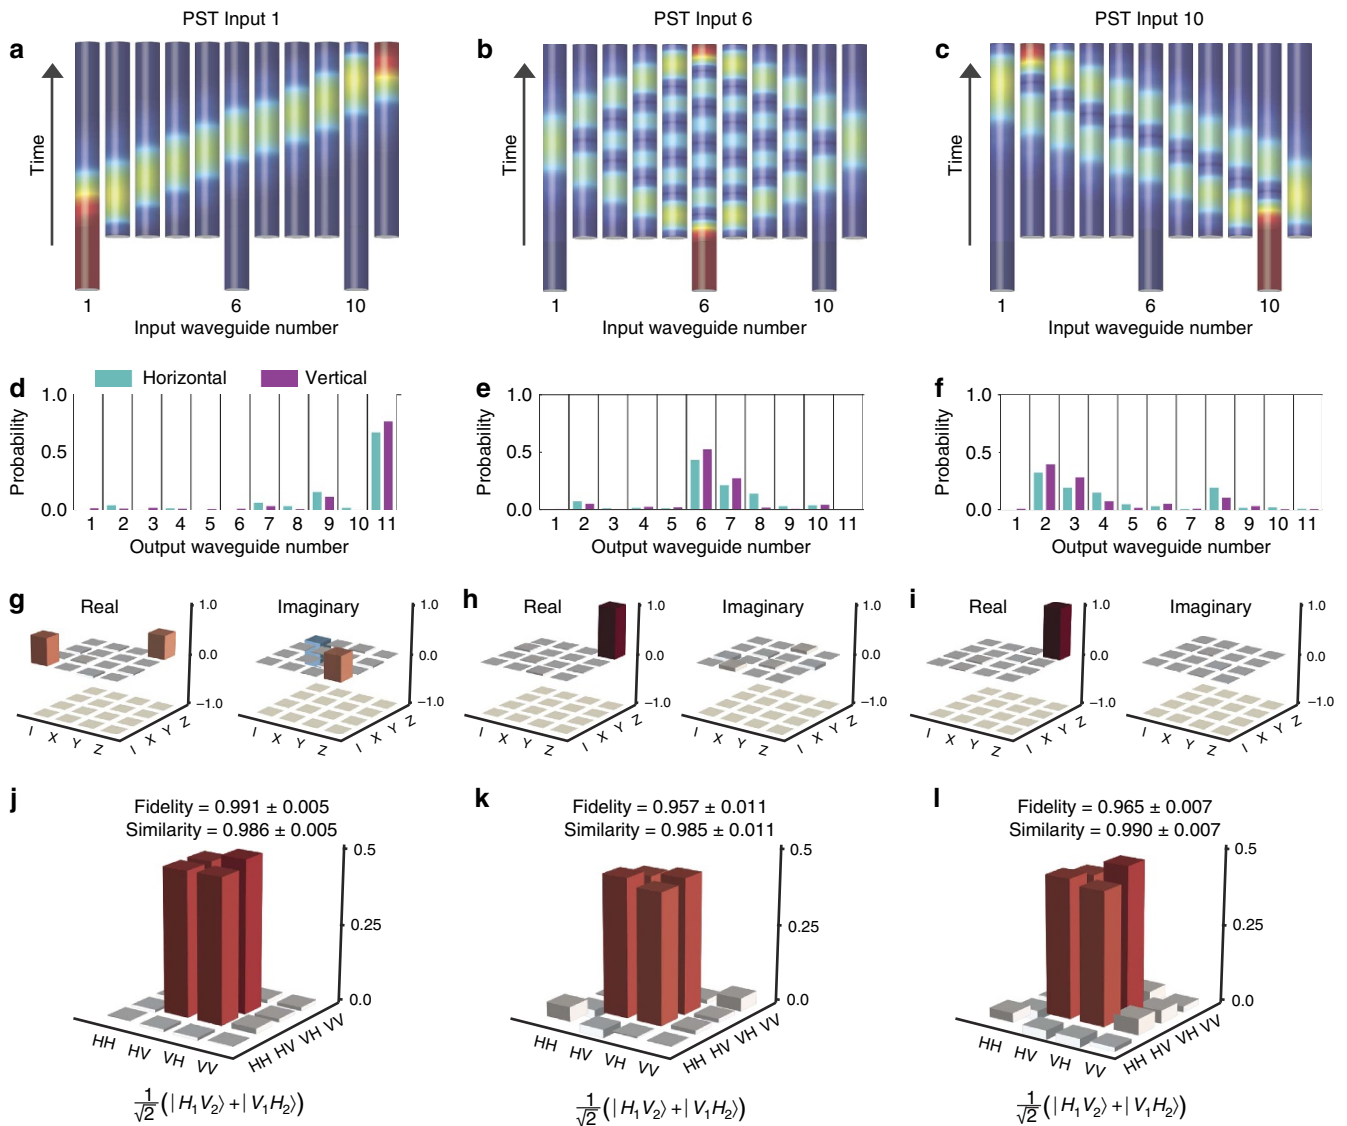 PST Input 1
PST Input 6
PST Input 10
a
b
c
Time
Time
Time
1 6 10
1 6 10
1 6 10
Input waveguide number
Input waveguide number
Input waveguide number
d
Horizontal
Vertical
e
f
Probability
1.0
0.5
0.0
1 2 3 4 5 6 7 8 9 10 11
Output waveguide number
Probability
1.0
0.5
0.0
1 2 3 4 5 6 7 8 9 10 11
Output waveguide number
Probability
1.0
0.5
0.0
1 2 3 4 5 6 7 8 9 10 11
Output waveguide number
g
Real
1.0
0.0
−1.0
I X Y Z
I X Y Z
Imaginary
1.0
0.0
−1.0
I X Y Z
I X Y Z
h
Real
1.0
0.0
−1.0
I X Y Z
I X Y Z
Imaginary
1.0
0.0
−1.0
I X Y Z
I X Y Z
i
Real
1.0
0.0
−1.0
I X Y Z
I X Y Z
Imaginary
1.0
0.0
−1.0
I X Y Z
I X Y Z
j
Fidelity = 0.991 ± 0.005
Similarity = 0.986 ± 0.005
0.5
0.25
0.0
HH HV VH VV
HH HV VH VV
1/√2 (| H₁V₂⟩ + | V₁H₂⟩)
k
Fidelity = 0.957 ± 0.011
Similarity = 0.985 ± 0.011
0.5
0.25
0.0
HH HV VH VV
HH HV VH VV
1/√2 (| H₁V₂⟩ + | V₁H₂⟩)
l
Fidelity = 0.965 ± 0.007
Similarity = 0.990 ± 0.007
0.5
0.25
0.0
HH HV VH VV
HH HV VH VV
1/√2 (| H₁V₂⟩ + | V₁H₂⟩)